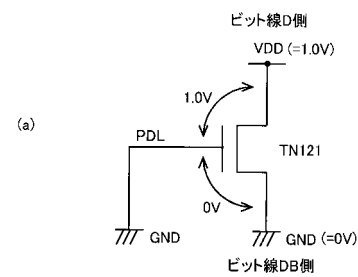 ビット線D側
VDD (=1.0V)
1.0V
(a)
PDL
TN121
0V
GND
GND (=0V)
ビット線DB側